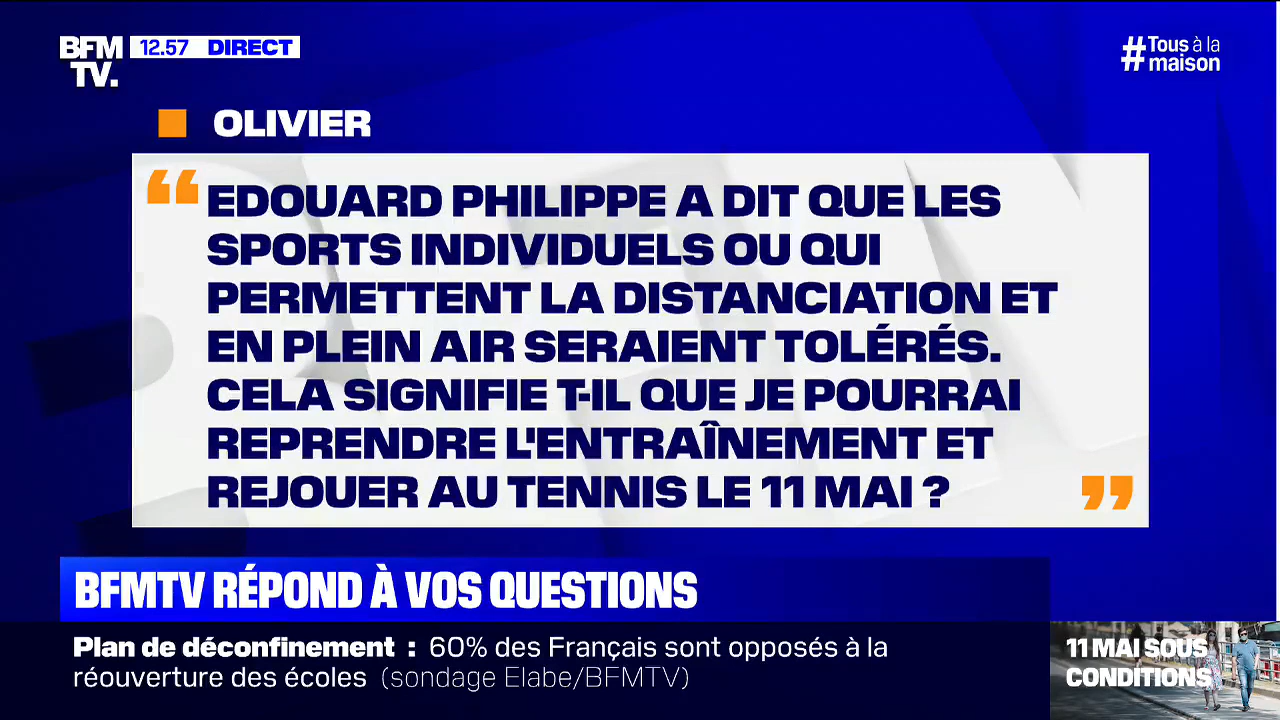 BFM
TV.
12.57 DIRECT
#Tous à la
maison
OLIVIER
“EDOUARD PHILIPPE A DIT QUE LES
SPORTS INDIVIDUELS OU QUI
PERMETTENT LA DISTANCIATION ET
EN PLEIN AIR SERAIENT TOLÉRÉS.
CELA SIGNIFIE T-IL QUE JE POURRAI
REPRENDRE L'ENTRAÎNEMENT ET
REJOUER AU TENNIS LE 11 MAI ?”
BFMTV RÉPOND À VOS QUESTIONS
Plan de déconfinement : 60% des Français sont opposés à la
réouverture des écoles (sondage Elabe/BFMTV)
11 MAI SOUS
CONDITIONS